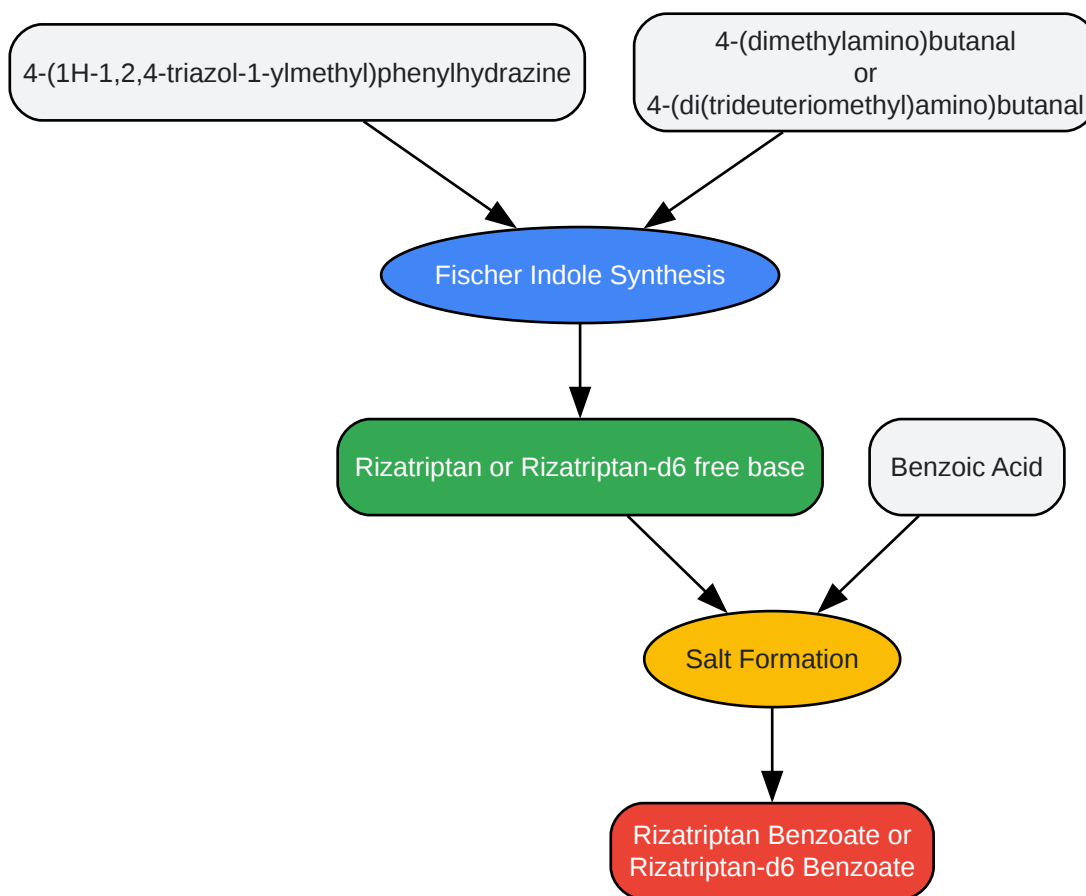 4-(1H-1,2,4-triazol-1-ylmethyl)phenylhydrazine
4-(dimethylamino)butanal
or
4-(di(trideuteriomethyl)amino)butanal
Fischer Indole Synthesis
Rizatriptan or Rizatriptan-d6 free base
Benzoic Acid
Salt Formation
Rizatriptan Benzoate or
Rizatriptan-d6 Benzoate